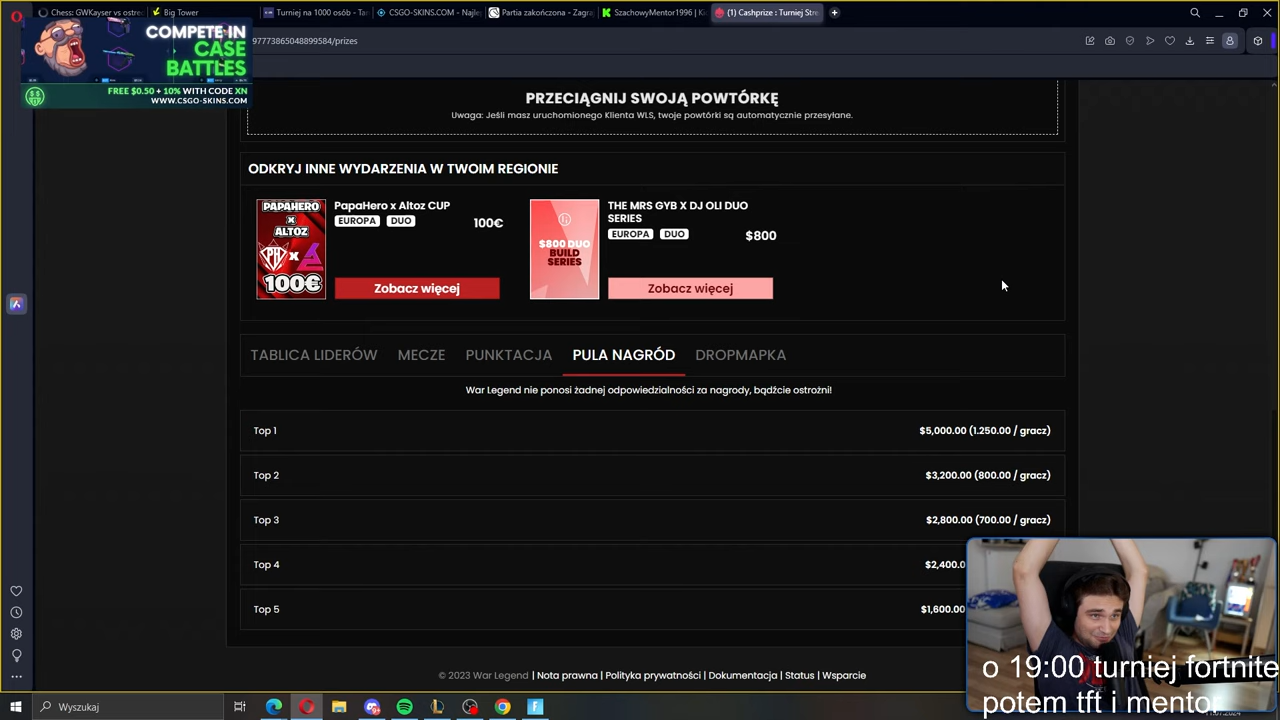 Chess: GWKayser vs ostre
Big Tower
Turniej na 1000 osób - Ta
CSGO-SKINS.COM - Najle
Partia zakończona - Zagra
SzachowyMentor1996 | K
(1) Cashprize : Turniej Stre
COMPETE IN
CASE
BATTLES
FREE $0.50 + 10% WITH CODE XN
WWW.CSGO-SKINS.COM
97773865048899584/prizes
PRZECIĄGNIJ SWOJĄ POWTÓRKĘ
Uwaga: Jeśli masz uruchomionego Klienta WLS, twoje powtórki są automatycznie przesyłane.
ODKRYJ INNE WYDARZENIA W TWOIM REGIONIE
PAPAHERO
X
ALTOZ
X
100€
PapaHero x Altoz CUP
EUROPA DUO
100€
Zobacz więcej
$800 DUO
BUILD
SERIES
THE MRS GYB X DJ OLI DUO
SERIES
EUROPA DUO
$800
Zobacz więcej
TABLICA LIDERÓW MECZE PUNKTACJA PULA NAGRÓD DROPMAPKA
War Legend nie ponosi żadnej odpowiedzialności za nagrody, bądźcie ostrożni!
Top 1 $5,000.00 (1.250.00 / gracz)
Top 2 $3,200.00 (800.00 / gracz)
Top 3 $2,800.00 (700.00 / gracz)
Top 4 $2,400.0
Top 5 $1,600.00
© 2023 War Legend | Nota prawna | Polityka prywatności | Dokumentacja | Status | Wsparcie
o 19:00 turniej fortnite
potem tft i mentor
Wyszukaj